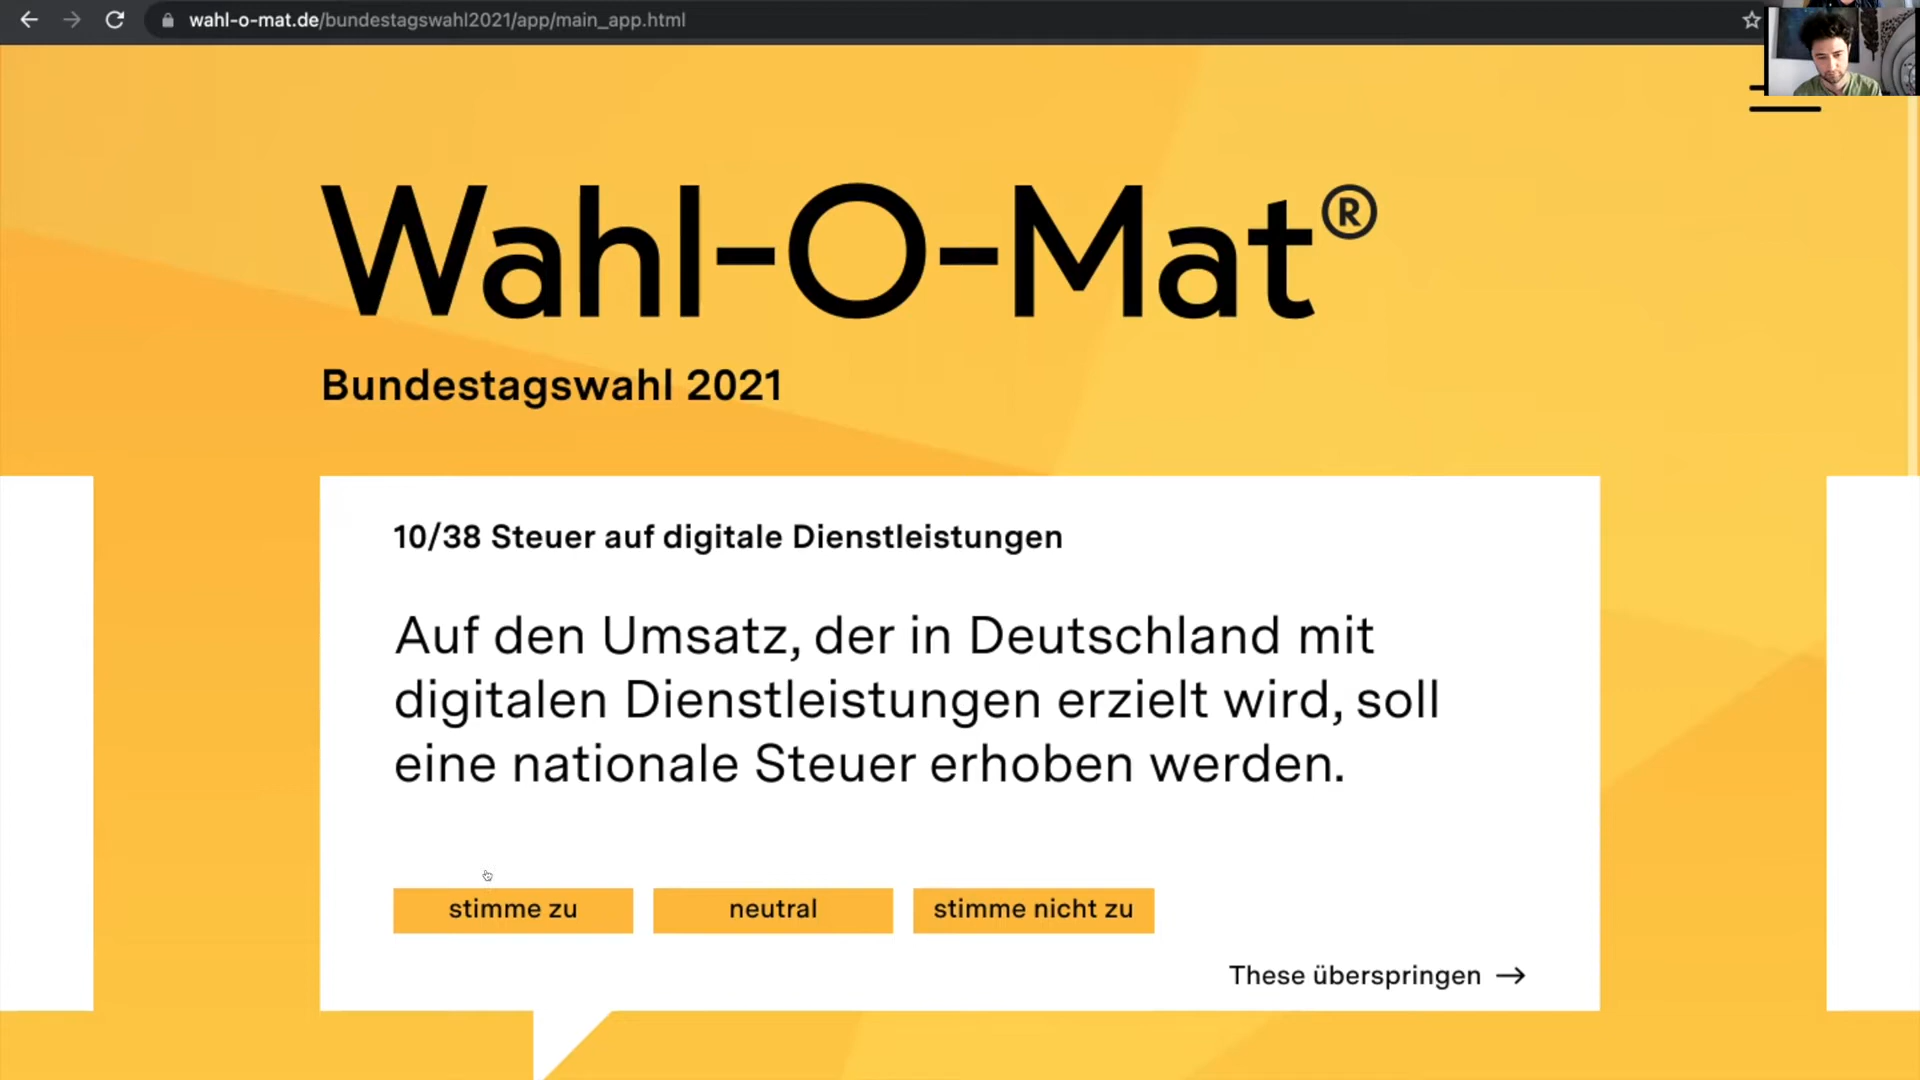 wahl-o-mat.de/bundestagswahl2021/app/main_app.html
Wahl-O-Mat®
Bundestagswahl 2021
10/38 Steuer auf digitale Dienstleistungen
Auf den Umsatz, der in Deutschland mit
digitalen Dienstleistungen erzielt wird, soll
eine nationale Steuer erhoben werden.
stimme zu
neutral
stimme nicht zu
These überspringen →